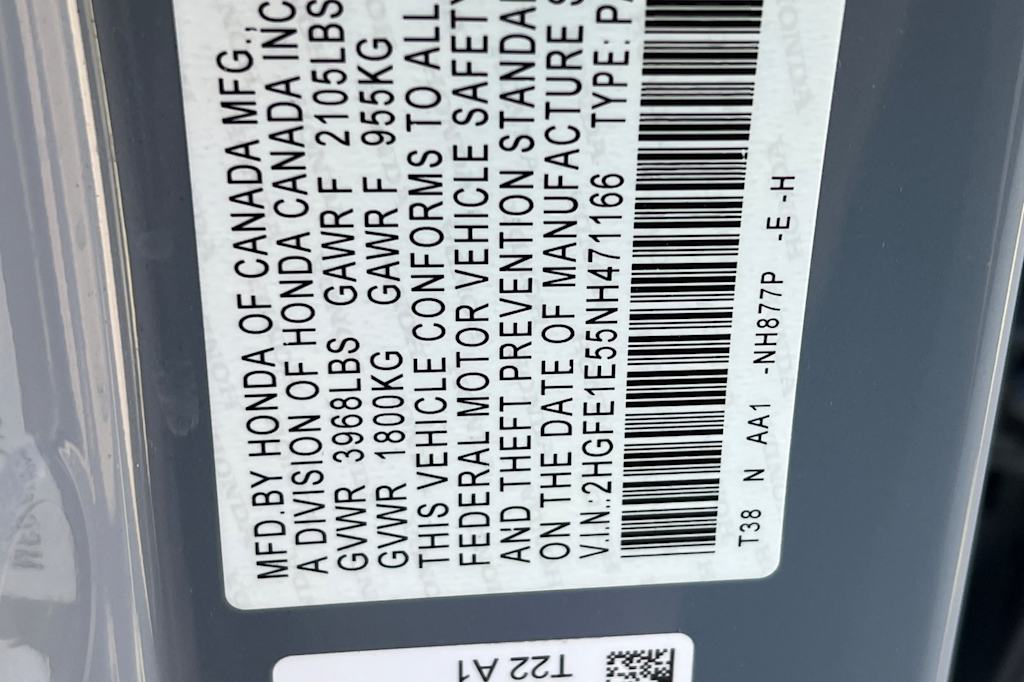 MFD.BY HONDA OF CANADA MFG.,
A DIVISION OF HONDA CANADA INC
GVWR 3968LBS GAWR F 2105LBS
GVWR 1800KG GAWR F 955KG
THIS VEHICLE CONFORMS TO ALL
FEDERAL MOTOR VEHICLE SAFETY
AND THEFT PREVENTION STANDA
ON THE DATE OF MANUFACTURE S
V.I.N.:2HGFE1E55NH471166 TYPE: PA
T38 N AA1 -NH877P -E -H
T22 A1